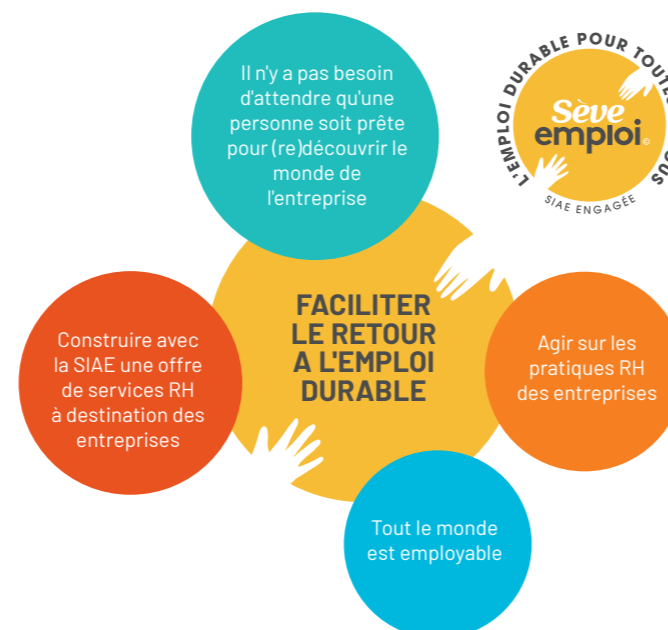 Il n'y a pas besoin
d'attendre qu'une
personne soit prête
pour (re)découvrir le
monde de
l'entreprise
L'EMPLOI DURABLE POUR TOUTES
OUS
Sève
emploi©
SIAE ENGAGÉE
FACILITER
LE RETOUR
A L'EMPLOI
DURABLE
Construire avec
la SIAE une offre
de services RH
à destination des
entreprises
Agir sur les
pratiques RH
des entreprises
Tout le monde
est employable